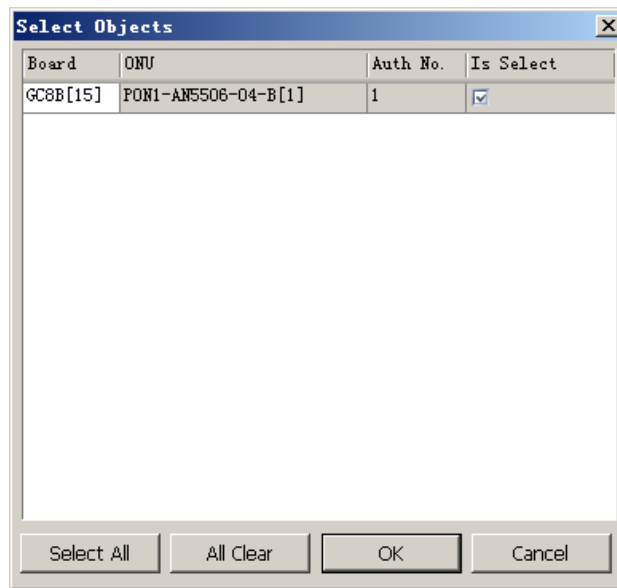 Select Objects
Board ONU Auth No. Is Select
GC8B[15] PON1-AN5506-04-B[1] 1
Select All All Clear OK Cancel